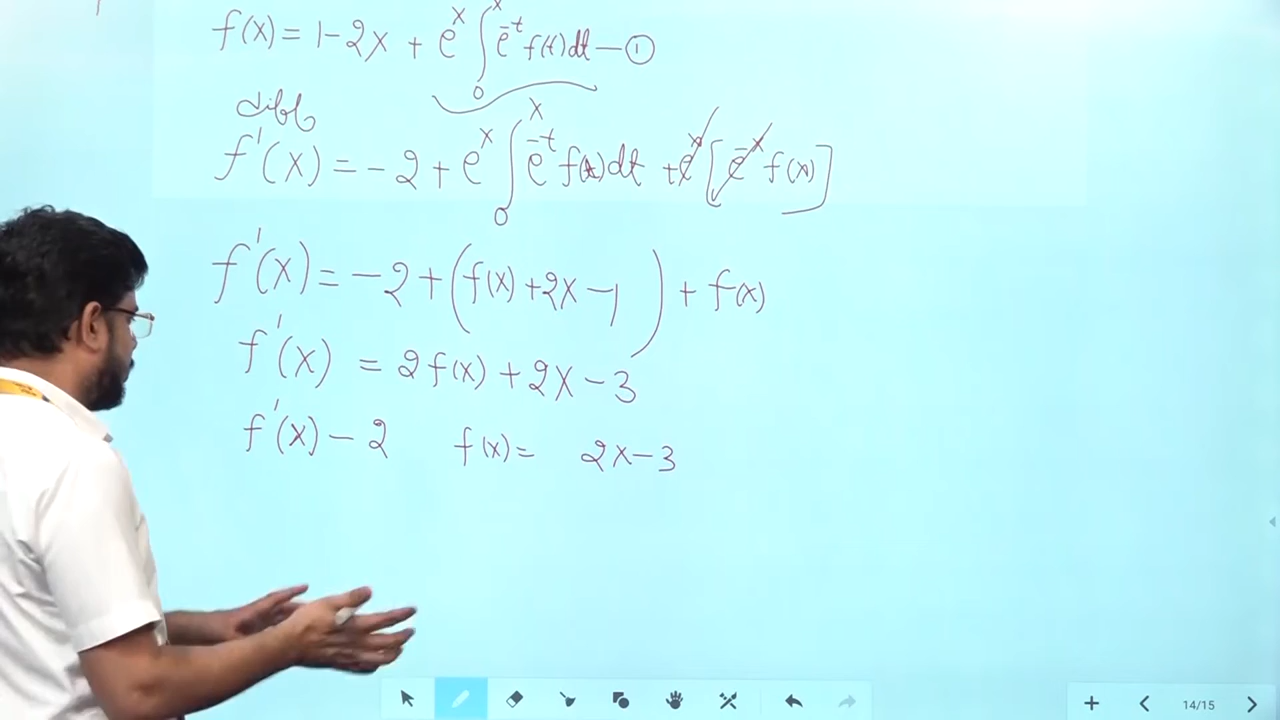 f(x) = 1 - 2x + e^x ∫_0^x e^{-t} f(t) dt — ①
f'(x) = -2 + e^x ∫_0^x e^{-t} f(t) dt + e^x [e^{-x} f(x)]
f'(x) = -2 + (f(x) + 2x - 1) + f(x)
f'(x) = 2f(x) + 2x - 3
f'(x) - 2 f(x) = 2x - 3
14/15